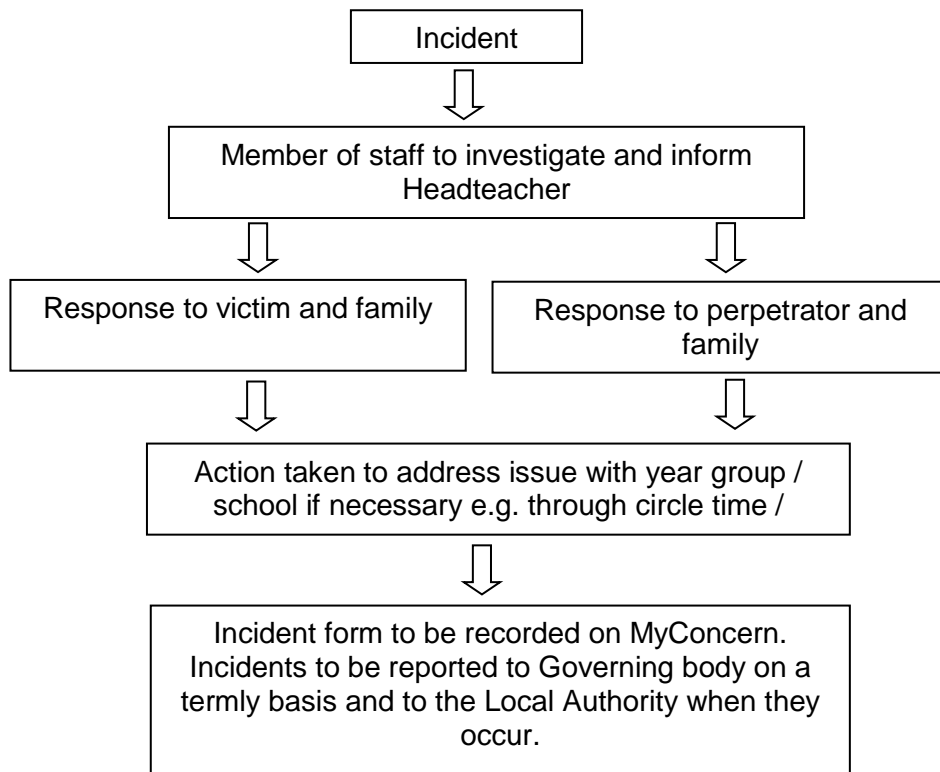 Incident
Member of staff to investigate and inform
Headteacher
Response to victim and family
Response to perpetrator and
family
Action taken to address issue with year group /
school if necessary e.g. through circle time /
Incident form to be recorded on MyConcern.
Incidents to be reported to Governing body on a
termly basis and to the Local Authority when they
occur.